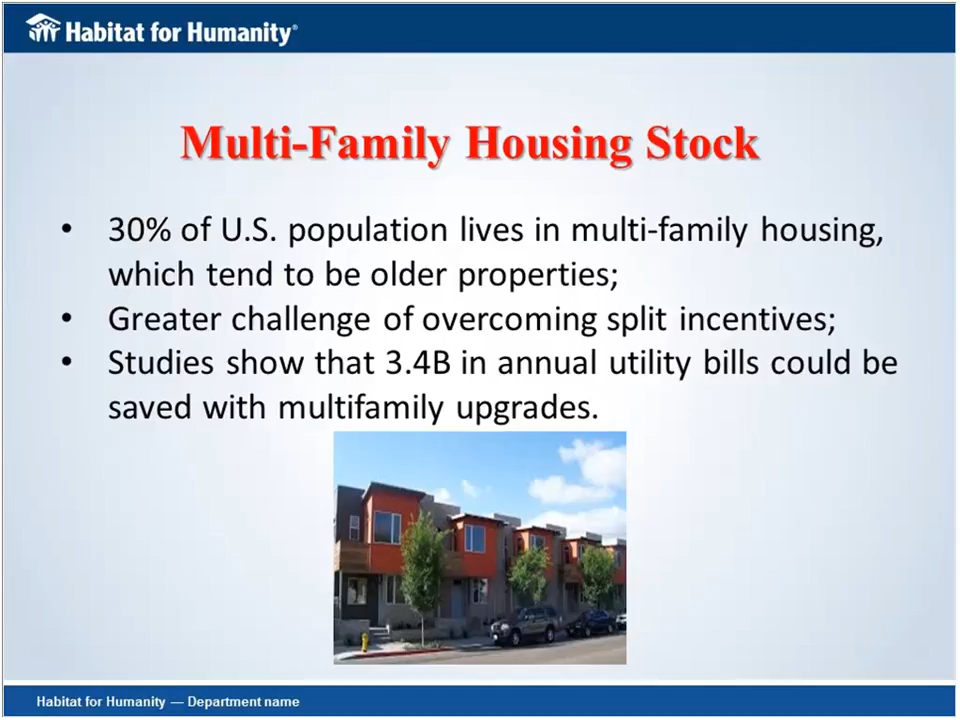 Habitat for Humanity®
Multi-Family Housing Stock
• 30% of U.S. population lives in multi-family housing,
which tend to be older properties;
• Greater challenge of overcoming split incentives;
• Studies show that 3.4B in annual utility bills could be
saved with multifamily upgrades.
Habitat for Humanity — Department name